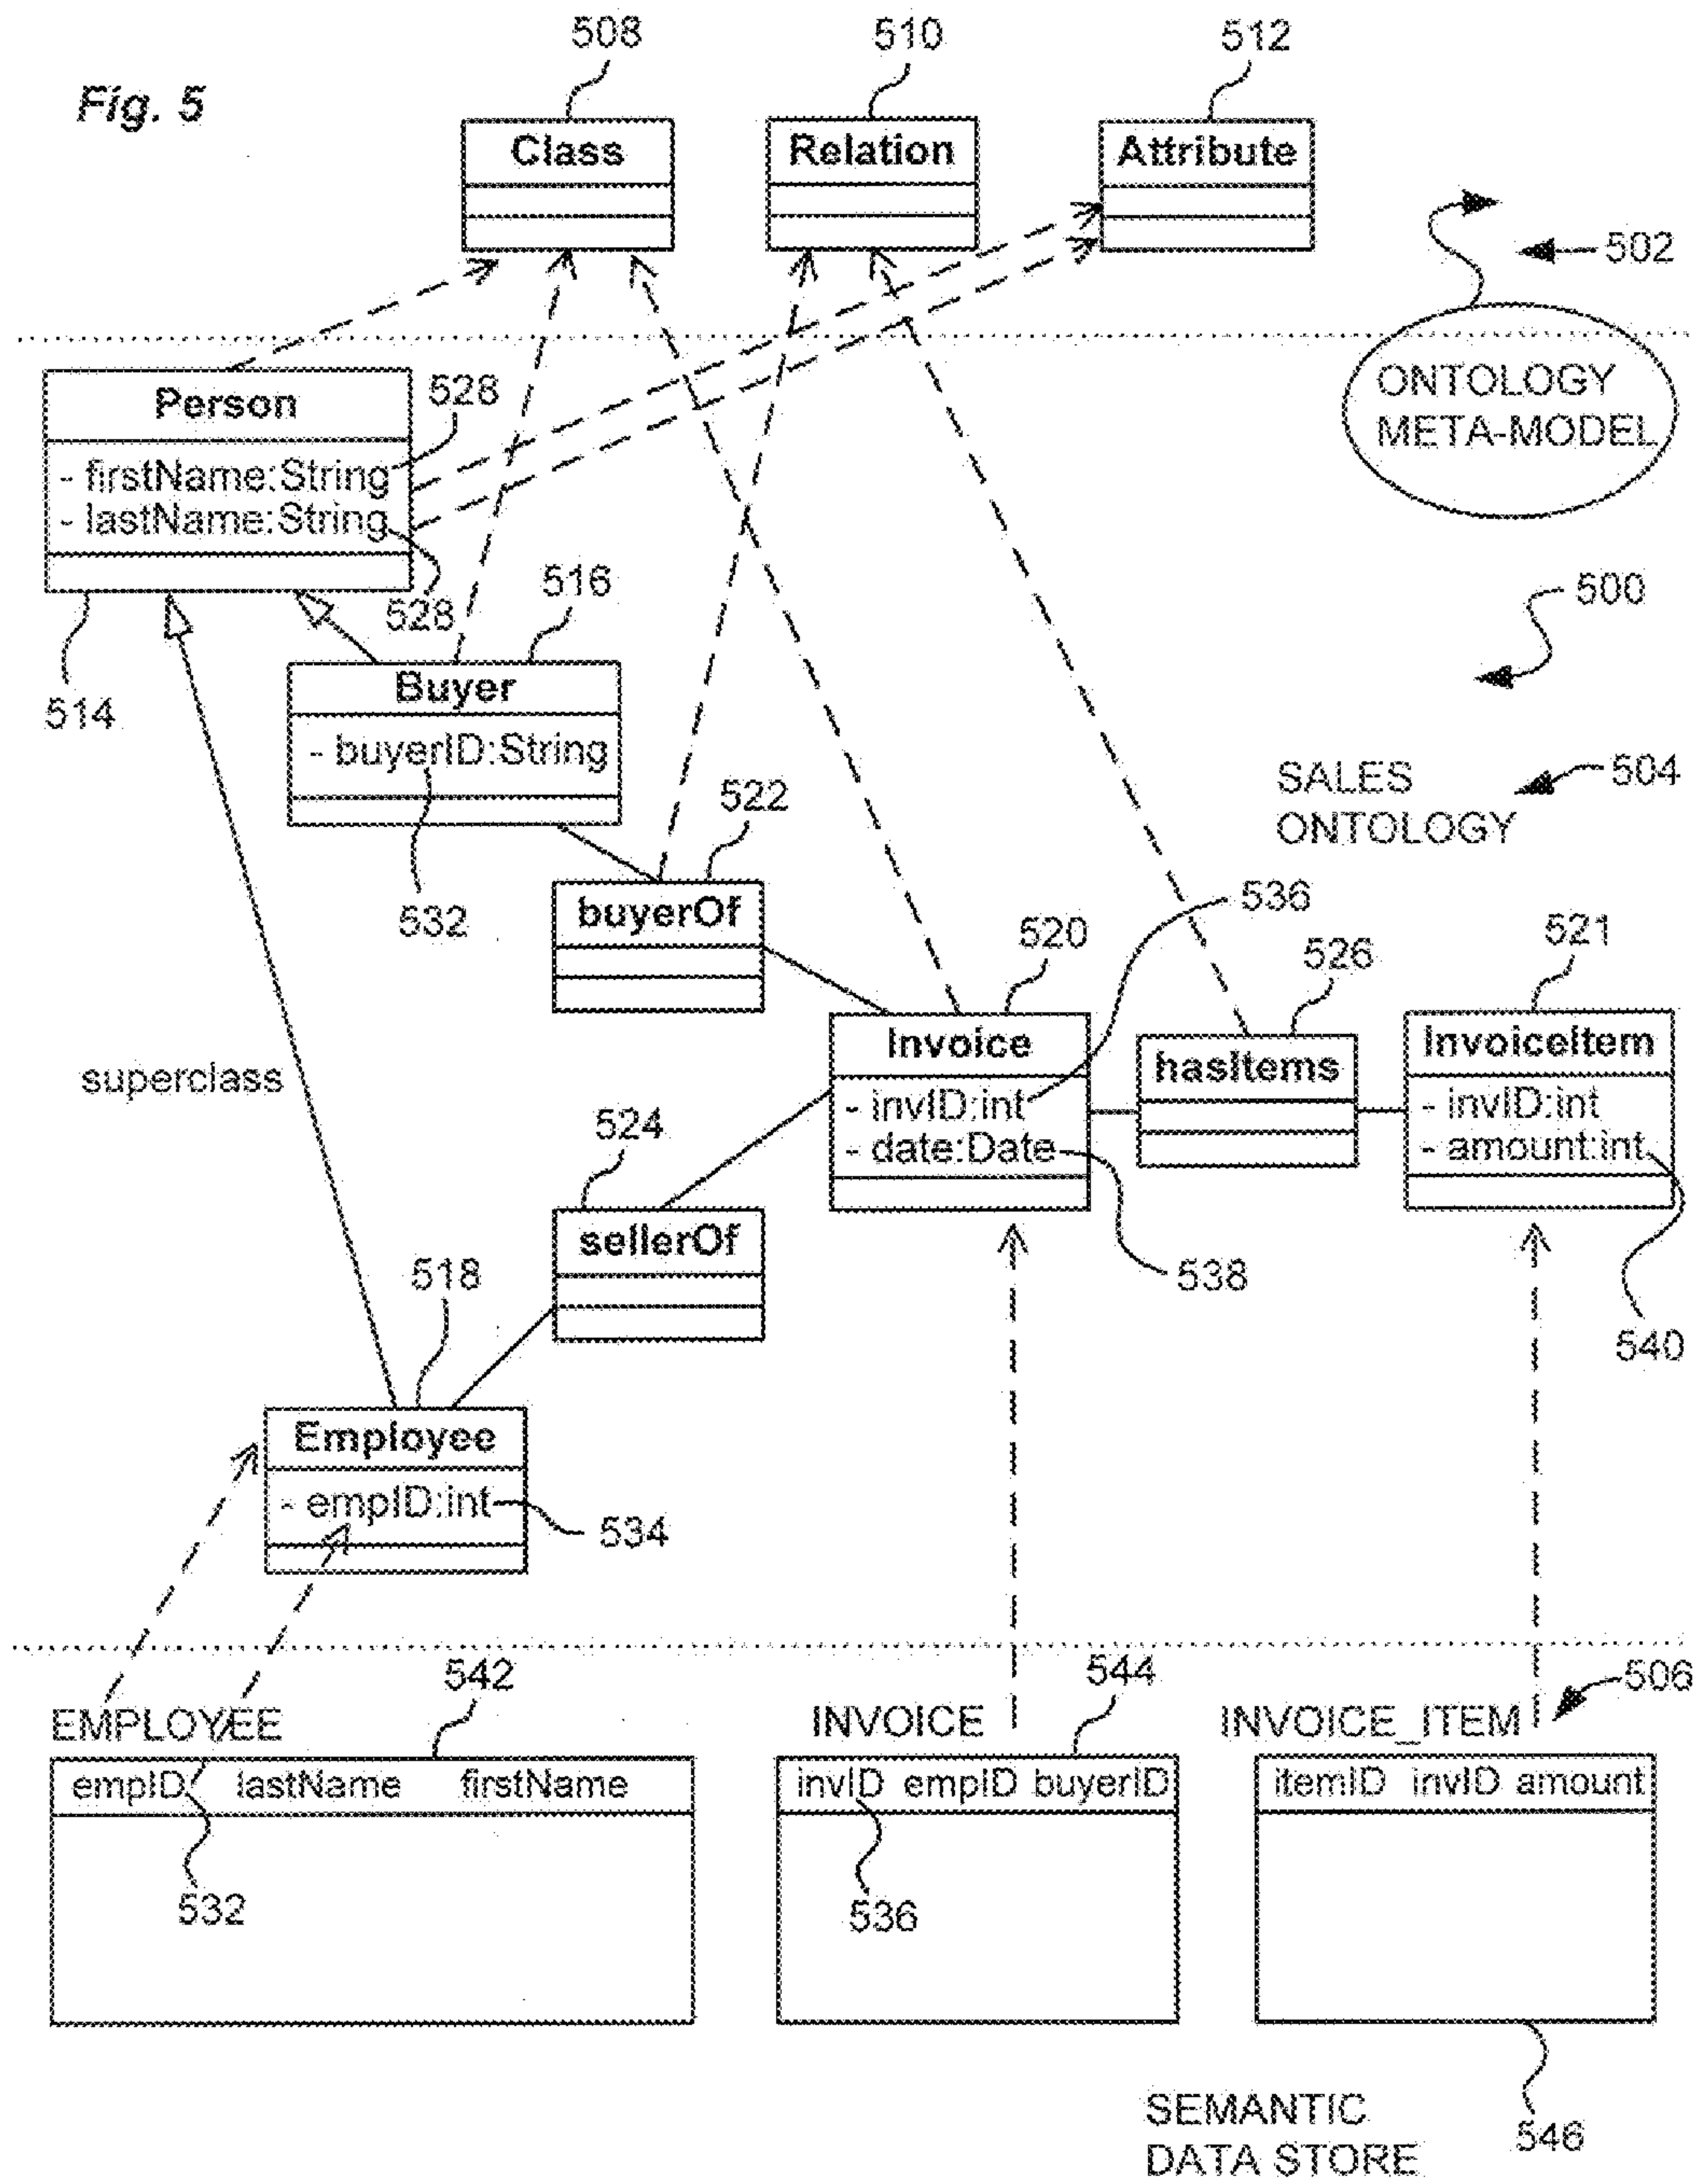 Fig. 5
508
510
512
Class
Relation
Attribute
502
ONTOLOGY
META-MODEL
Person
528
- firstName:String
- lastName:String
528
514
516
500
Buyer
- buyerID:String
532
522
SALES
ONTOLOGY
504
buyerOf
536
520
526
521
Invoice
- invID:int
- date:Date
hasItems
InvoiceItem
- invID:int
- amount:int
superclass
524
sellerOf
538
540
518
Employee
- empID:int
534
542
544
506
EMPLOYEE
INVOICE
INVOICE_ITEM
empID lastName firstName
invID empID buyerID
itemID invID amount
532
536
SEMANTIC
DATA STORE
546